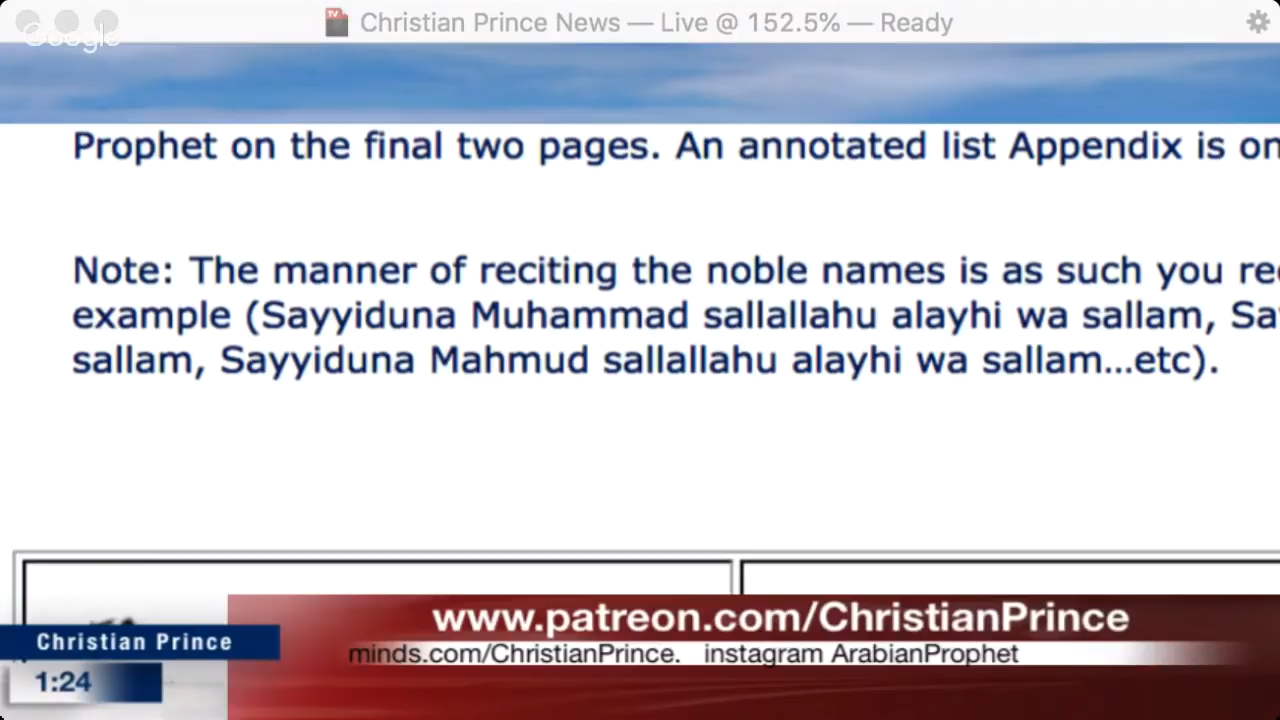 Christian Prince News — Live @ 152.5% — Ready
Google
Prophet on the final two pages. An annotated list Appendix is on
Note: The manner of reciting the noble names is as such you re
example (Sayyiduna Muhammad sallallahu alayhi wa sallam, Sa
sallam, Sayyiduna Mahmud sallallahu alayhi wa sallam...etc).
www.patreon.com/ChristianPrince
Christian Prince
minds.com/ChristianPrince. instagram ArabianProphet
1:24